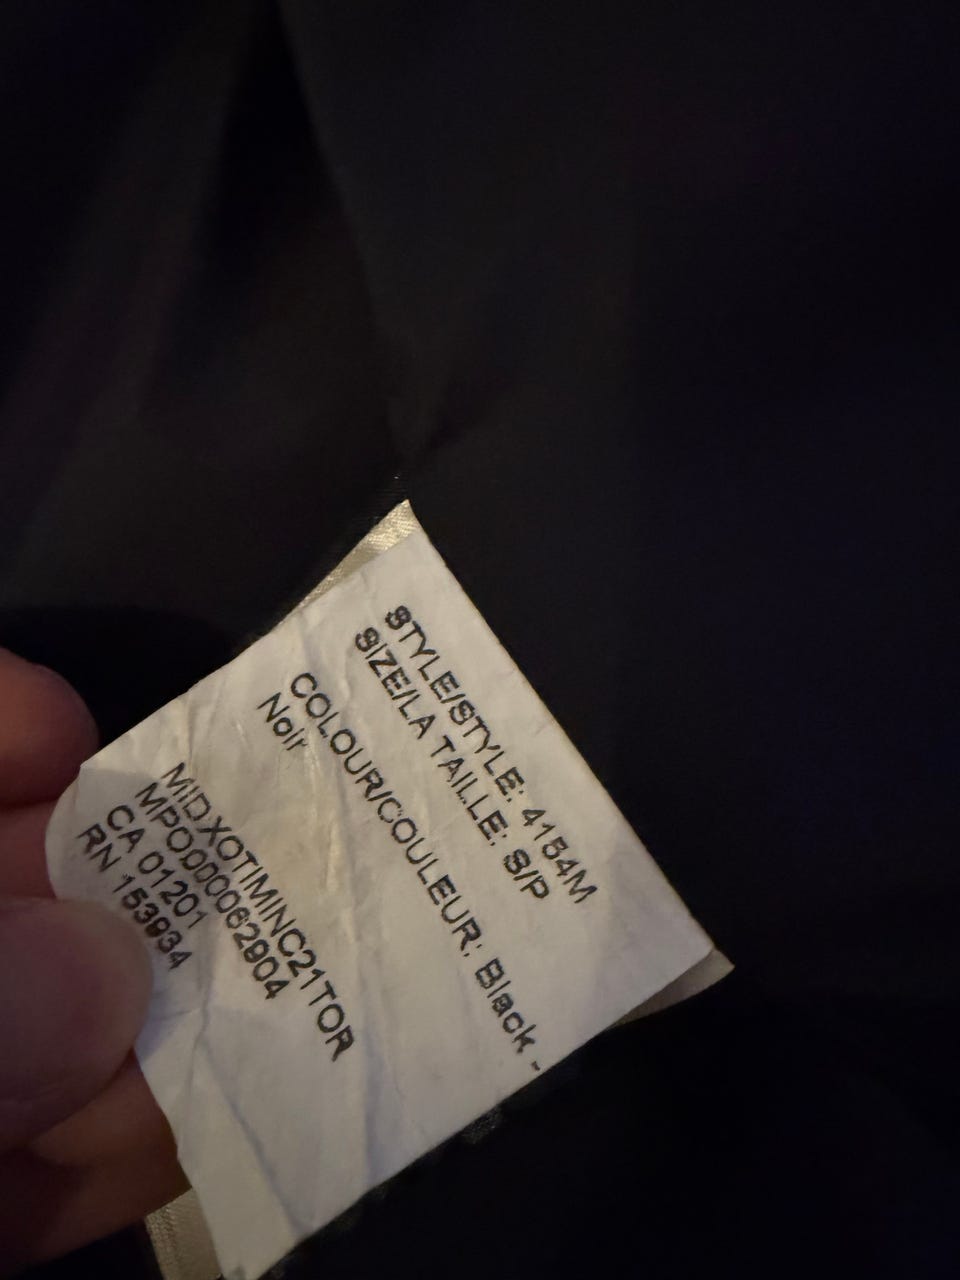 STYLE/STYLE: 4154M
SIZE/LA TAILLE: S/P
COLOUR/COULEUR: Black -
Noir
MIDXOTIMINC21TOR
MPO000062904
CA 01201
RN 153934